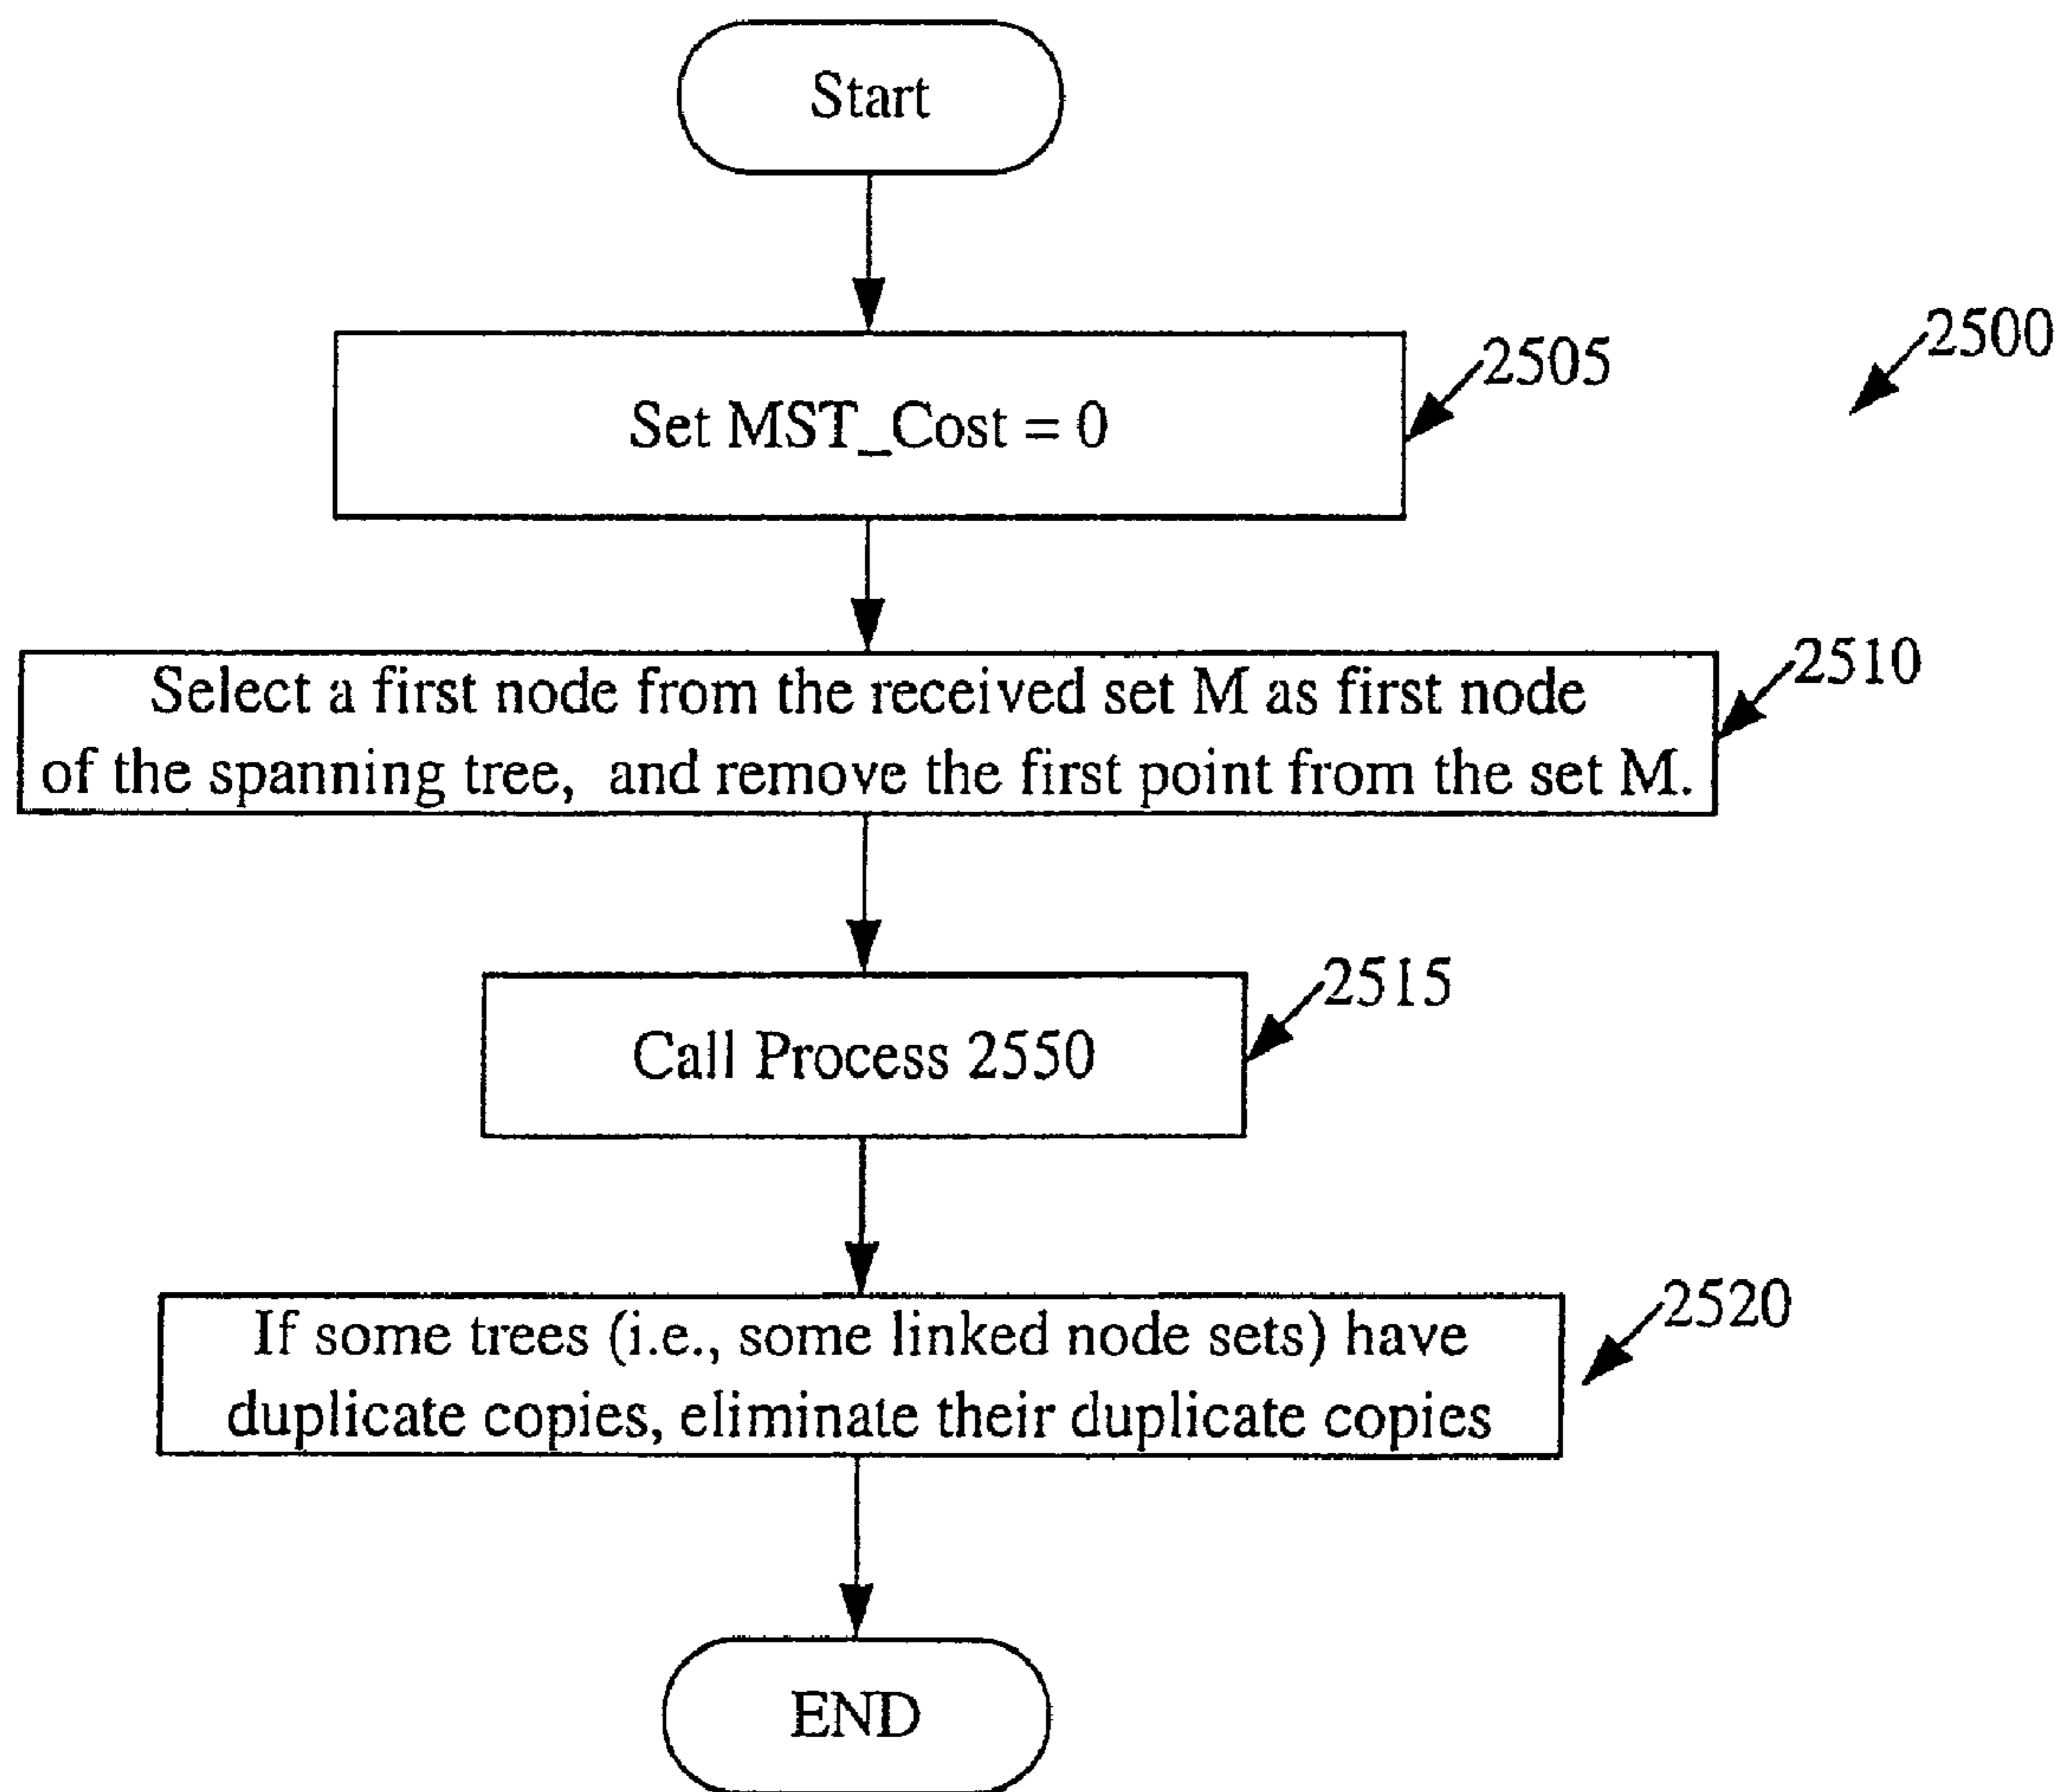 Start
2500
2505
Set MST_Cost = 0
2510
Select a first node from the received set M as first node
of the spanning tree, and remove the first point from the set M.
2515
Call Process 2550
2520
If some trees (i.e., some linked node sets) have
duplicate copies, eliminate their duplicate copies
END